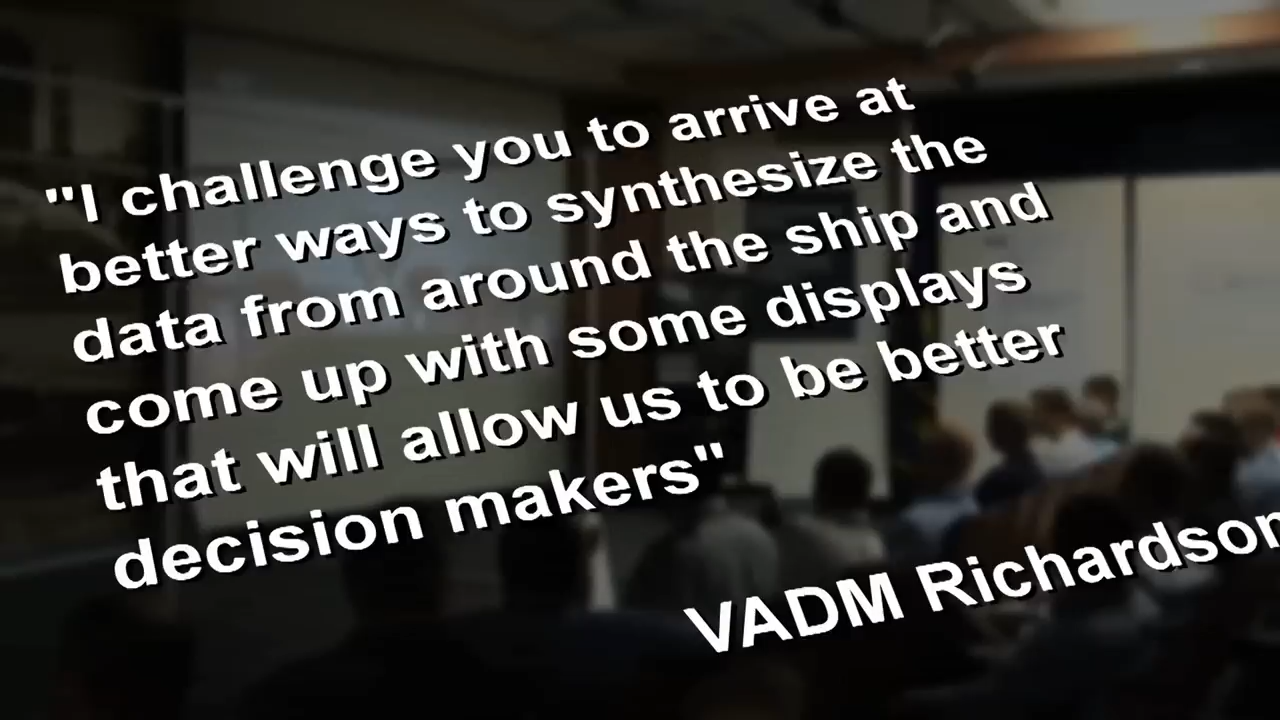 "I challenge you to arrive at
better ways to synthesize the
data from around the ship and
come up with some displays
that will allow us to be better
decision makers"
VADM Richardson